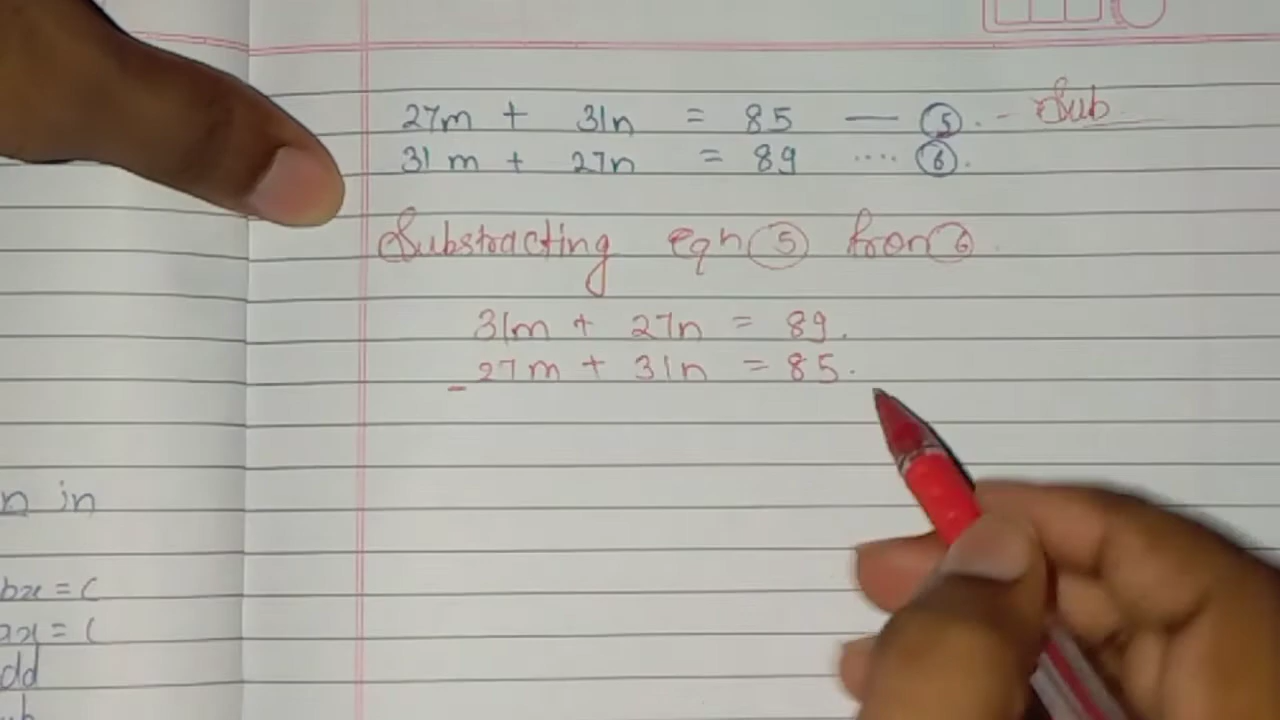 27m + 31n = 85 — 5 . - Sub
31m + 27n = 89 .... 6.
Substracting eqn 5 from 6.
31m + 27n = 89.
- 27m + 31n = 85.
n in
bx = c
ax = c
dd
ub